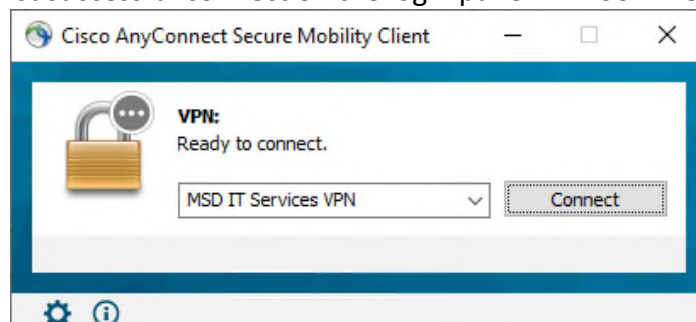 Cisco AnyConnect Secure Mobility Client
VPN:
Ready to connect.
MSD IT Services VPN
Connect